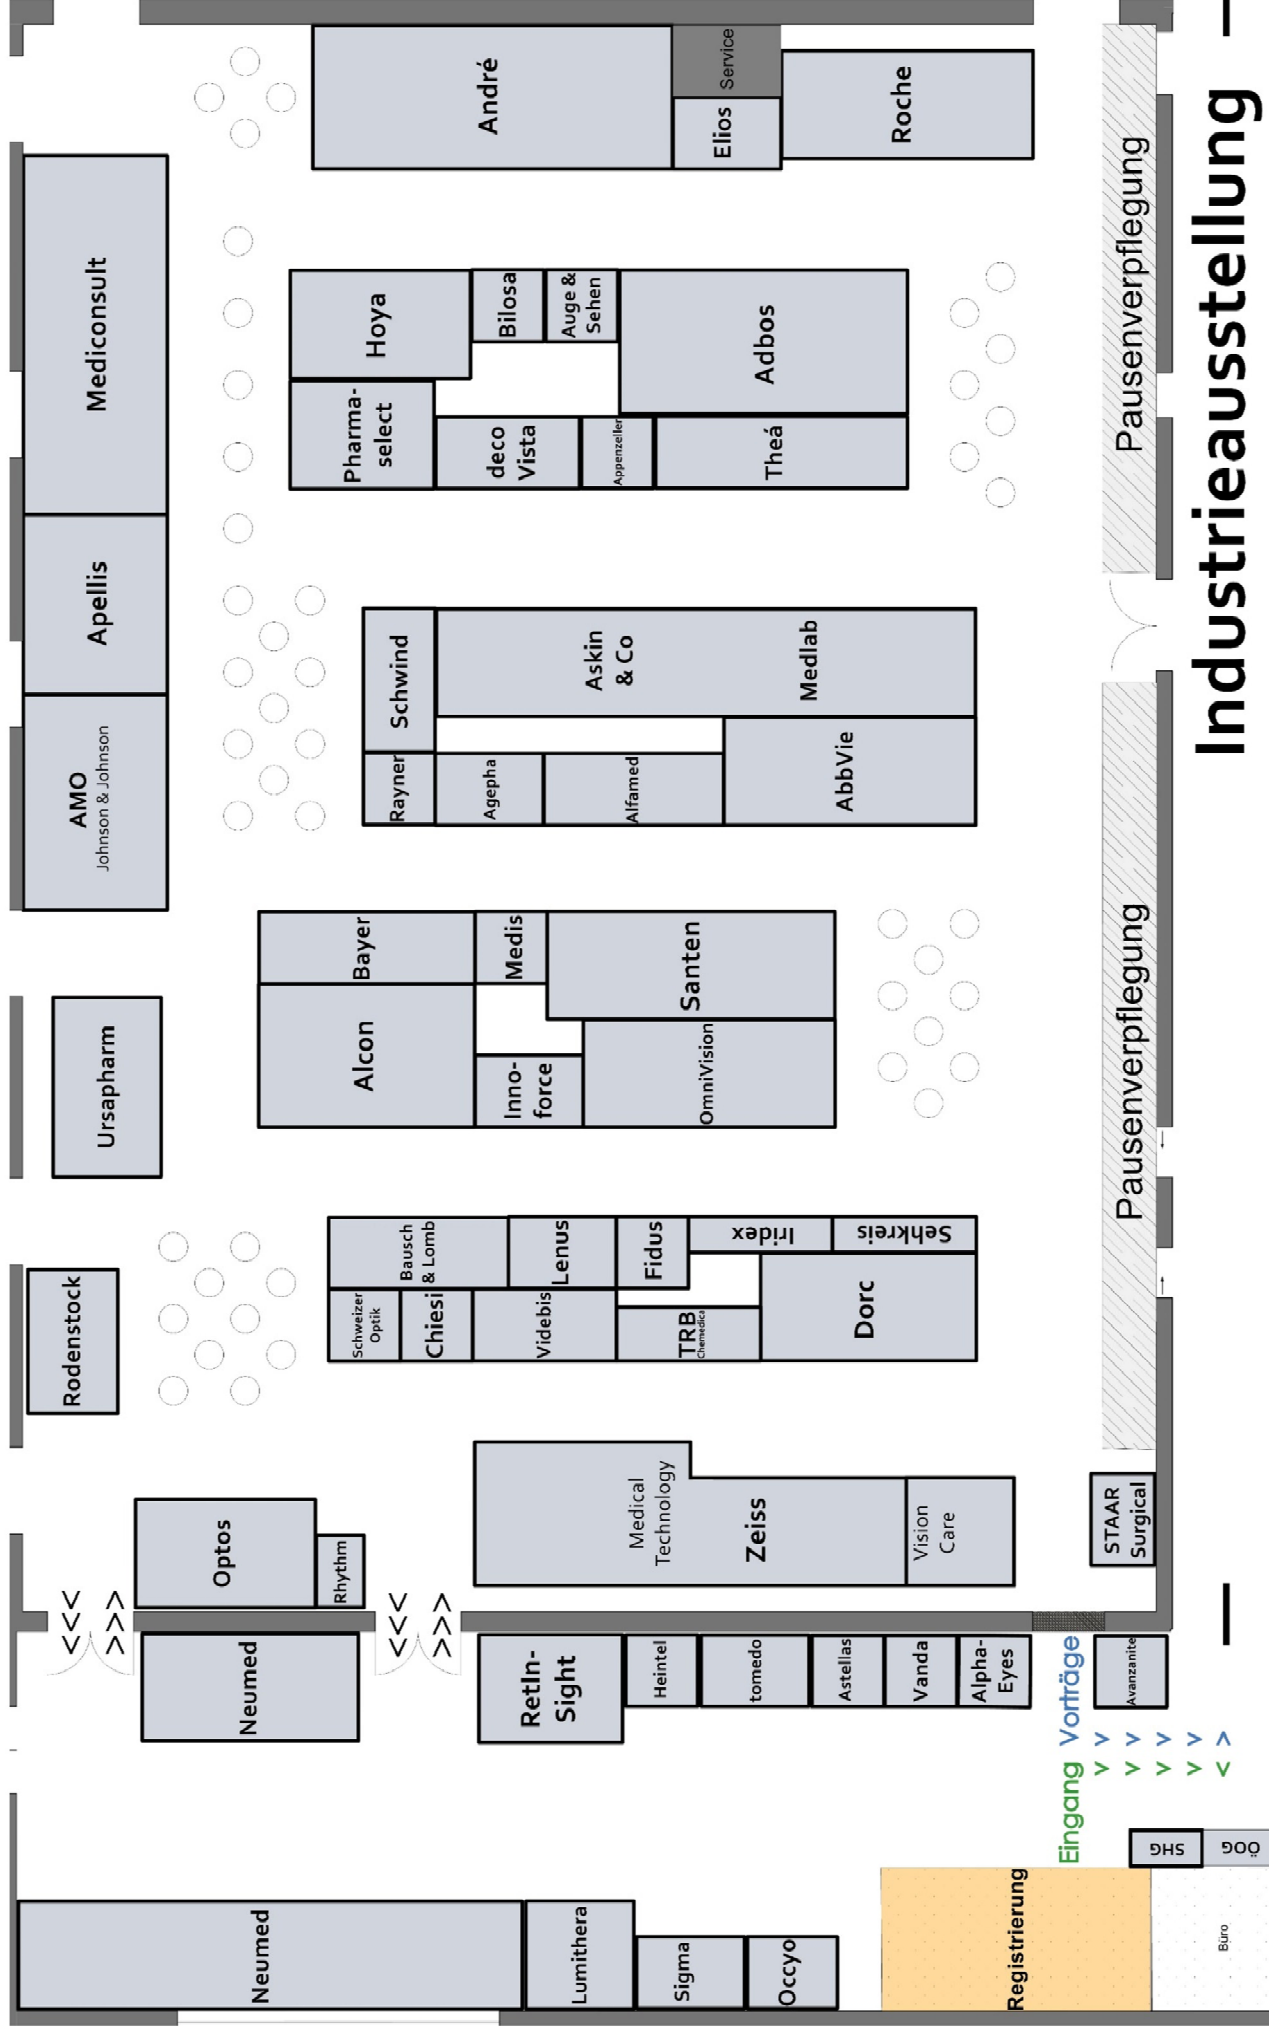 Neumed
Lumithera
Sigma
Occyo
Registrierung
Büro
SHG
ÖOG
Neumed
RetIn-
Sight
Heintel
tomedo
Astellas
Vanda
Alpha-
Eyes
Avanzanite
Eingang Vorträge
<<<
>>>
<<<
>>>
Optos
Rhythm
Medical
Technology
Zeiss
Vision
Care
STAAR
Surgical
Rodenstock
Schweizer
Optik
Chiesi
Videbis
TRB
Chemedica
Dorc
Bausch
& Lomb
Lenus
Fidus
Iridex
Sehkreis
Ursapharm
Alcon
Inno-
force
OmniVision
Bayer
Medis
Santen
AMO
Johnson & Johnson
Apellis
Mediconsult
Rayner
Agepha
Alfamed
AbbVie
Schwind
Askin
& Co
Medlab
Pharma-
select
deco
Vista
Appenzeller
Theá
Hoya
Bilosa
Auge &
Sehen
Adbos
André
Service
Elios
Roche
Pausenverpflegung
Pausenverpflegung
— Industrieausstellung —